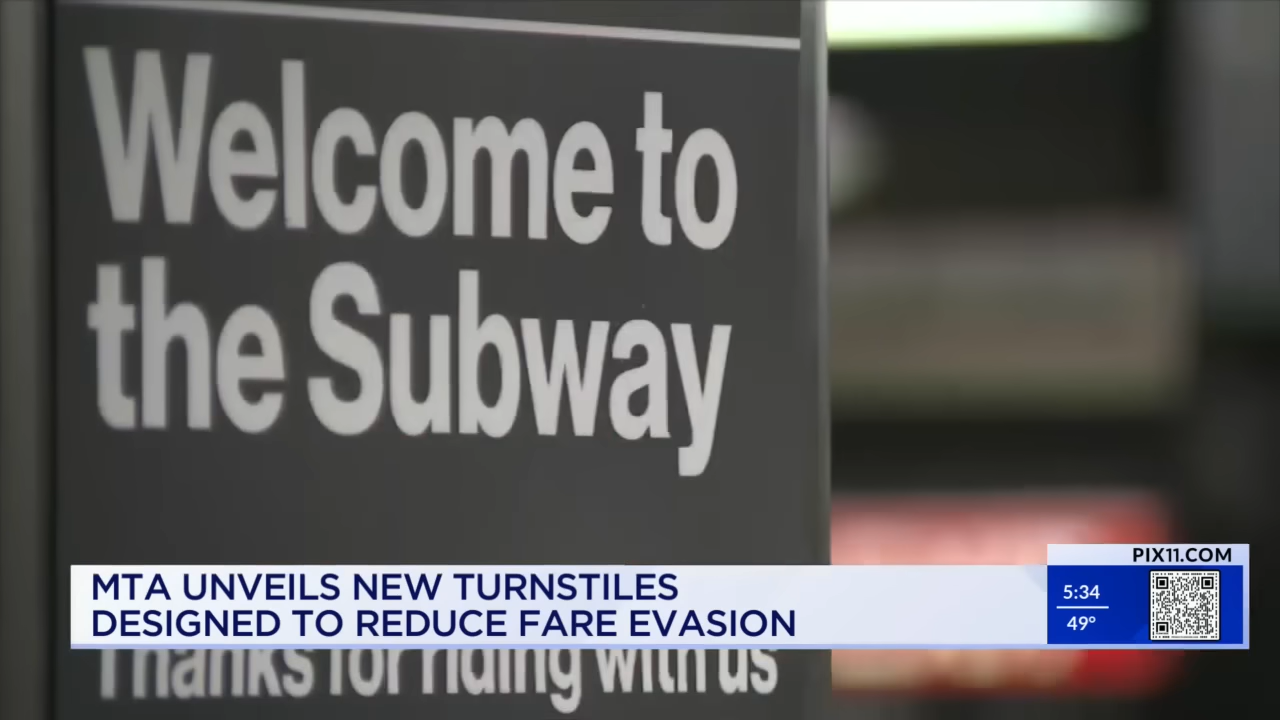 Welcome to
the Subway
MTA UNVEILS NEW TURNSTILES
DESIGNED TO REDUCE FARE EVASION
Thanks for riding with us
PIX11.COM
5:34
49°